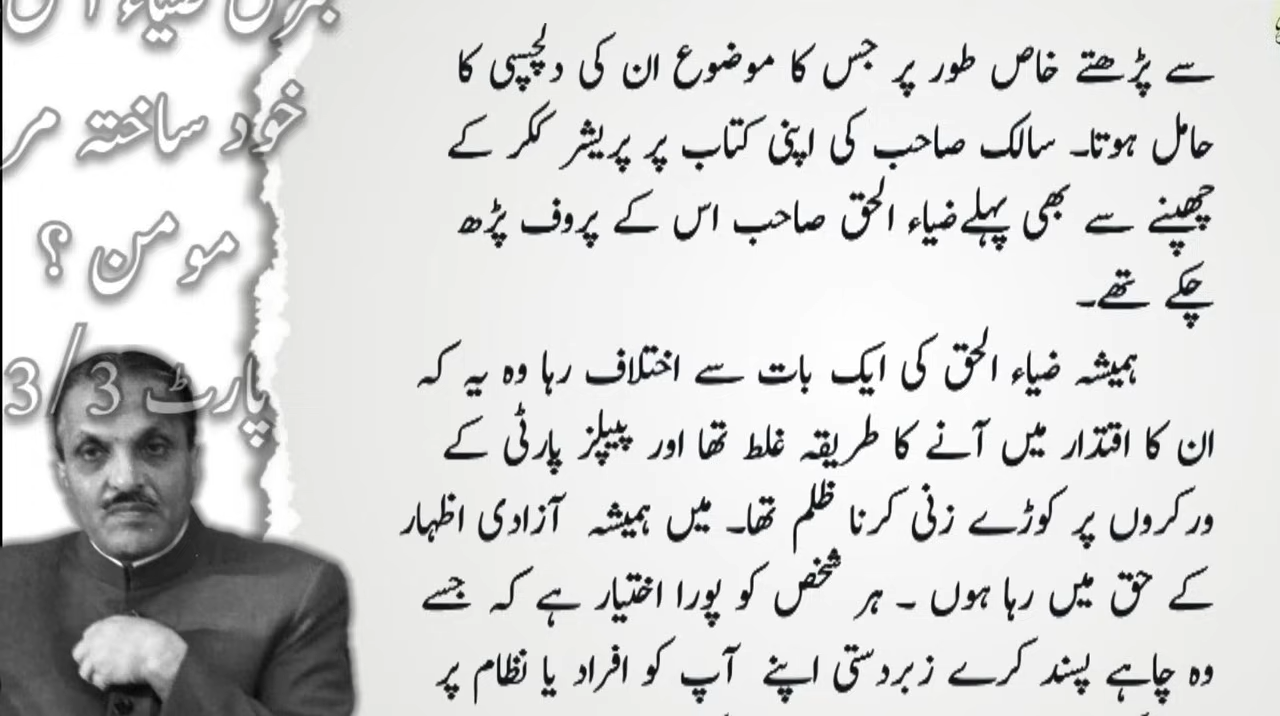 سے پڑھتے خاص طور پر جس کا موضوع ان کی دلچسپی کا
حامل ہوتا۔ سالک صاحب کی اپنی کتاب پر پریشر ککر کے
چھپنے سے بھی پہلے ضیاء الحق صاحب اس کے پروف پڑھ
چکے تھے۔
ہمیشہ ضیاء الحق کی ایک بات سے اختلاف رہا وہ یہ کہ
ان کا اقتدار میں آنے کا طریقہ غلط تھا اور پیپلز پارٹی کے
ورکروں پر کوڑے زنی کرنا ظلم تھا۔ میں ہمیشہ آزادی اظہار
کے حق میں رہا ہوں ۔ ہر شخص کو پورا اختیار ہے کہ جسے
وہ چاہے پسند کرے زبردستی اپنے آپ کو افراد یا نظام پر
ضیاء
خود ساختہ مر
مومن ؟
پارٹ 3/3